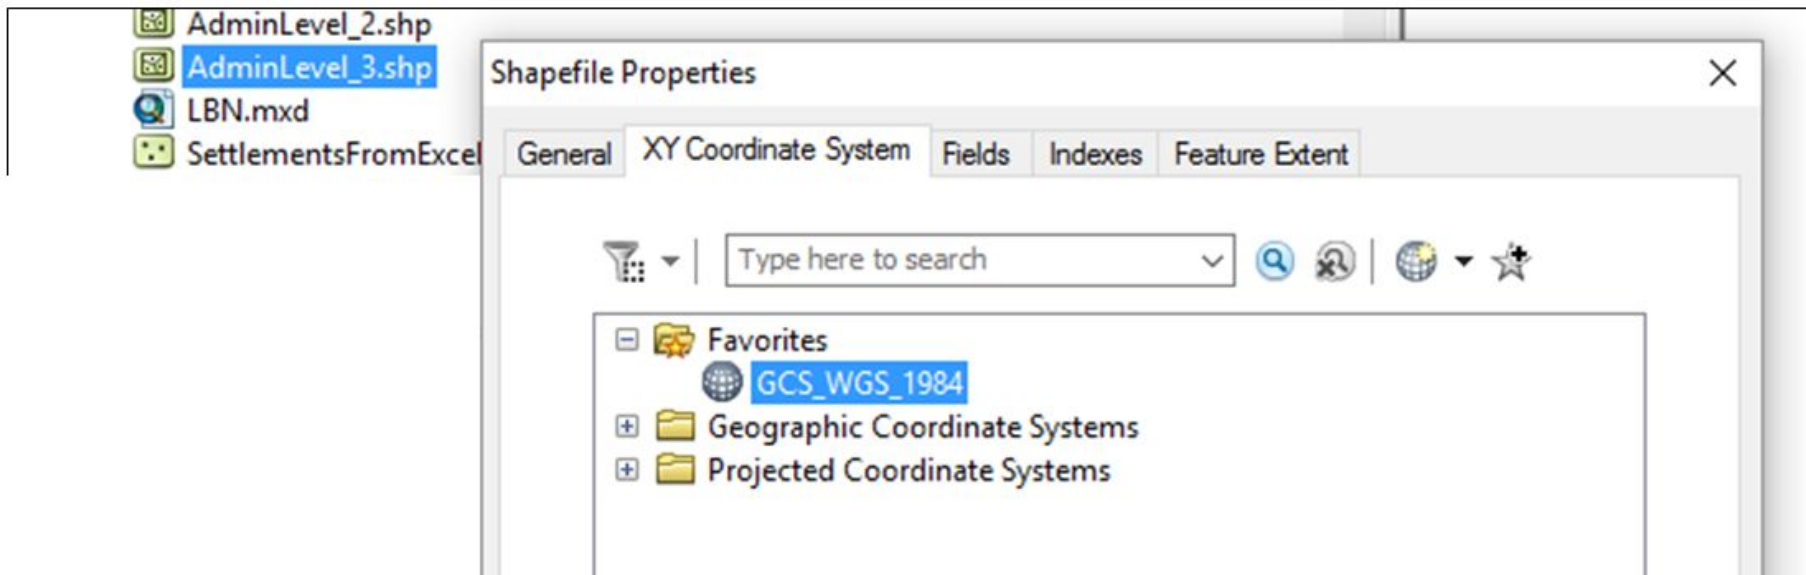 AdminLevel_2.shp
AdminLevel_3.shp
LBN.mxd
SettlementsFromExcel
Shapefile Properties
General XY Coordinate System Fields Indexes Feature Extent
Type here to search
Favorites
GCS_WGS_1984
Geographic Coordinate Systems
Projected Coordinate Systems